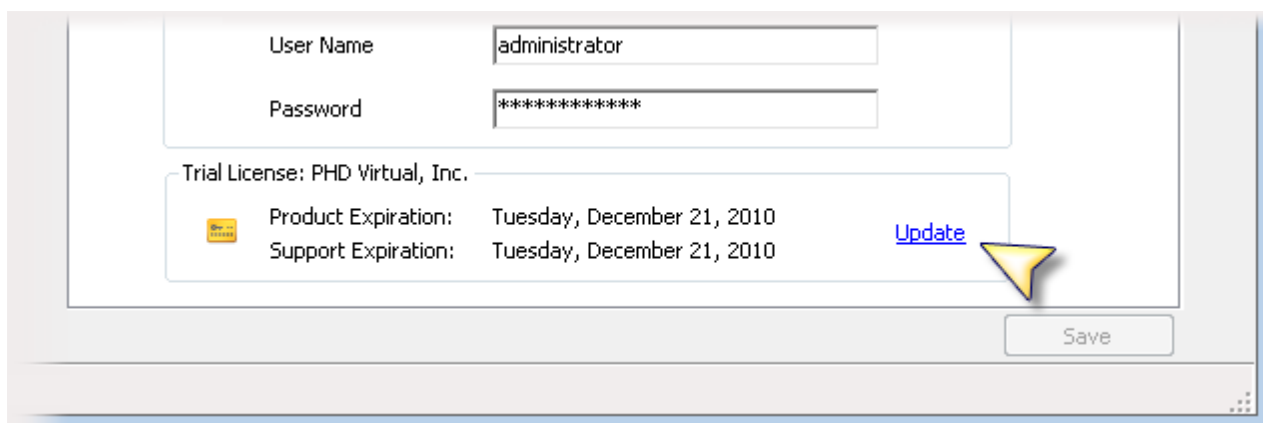 User Name administrator
Password ************
Trial License: PHD Virtual, Inc.
Product Expiration: Tuesday, December 21, 2010
Support Expiration: Tuesday, December 21, 2010
Update
Save